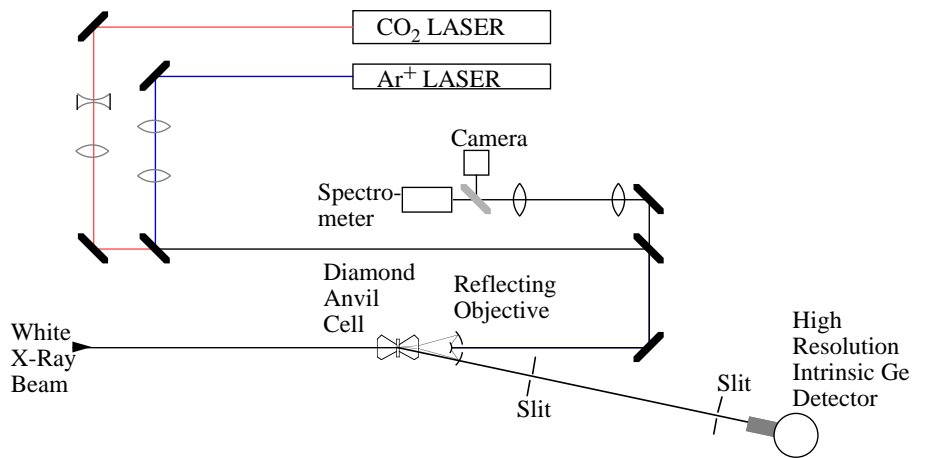 CO2 LASER
Ar+ LASER
Camera
Spectro-
meter
Diamond
Anvil
Cell
Reflecting
Objective
White
X-Ray
Beam
High
Resolution
Intrinsic Ge
Detector
Slit
Slit